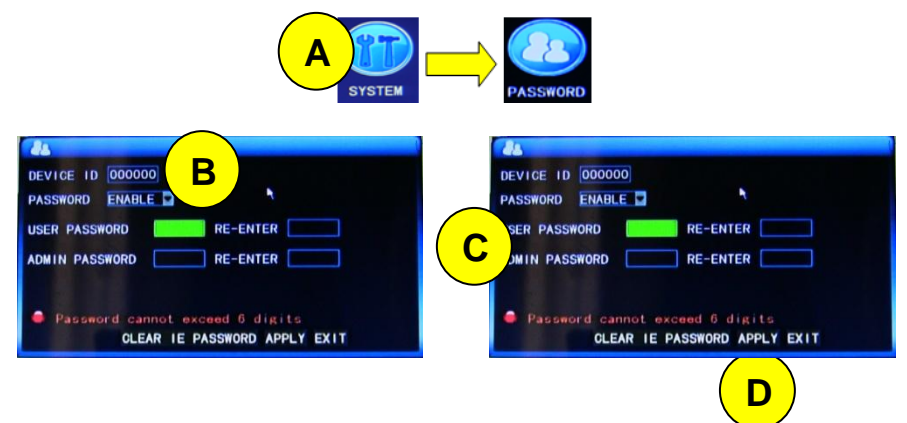 A
SYSTEM
PASSWORD
B
DEVICE ID 000000
PASSWORD ENABLE
USER PASSWORD RE-ENTER
ADMIN PASSWORD RE-ENTER
Password cannot exceed 6 digits
CLEAR IE PASSWORD APPLY EXIT
C
DEVICE ID 000000
PASSWORD ENABLE
SER PASSWORD RE-ENTER
MIN PASSWORD RE-ENTER
Password cannot exceed 6 digits
CLEAR IE PASSWORD APPLY EXIT
D